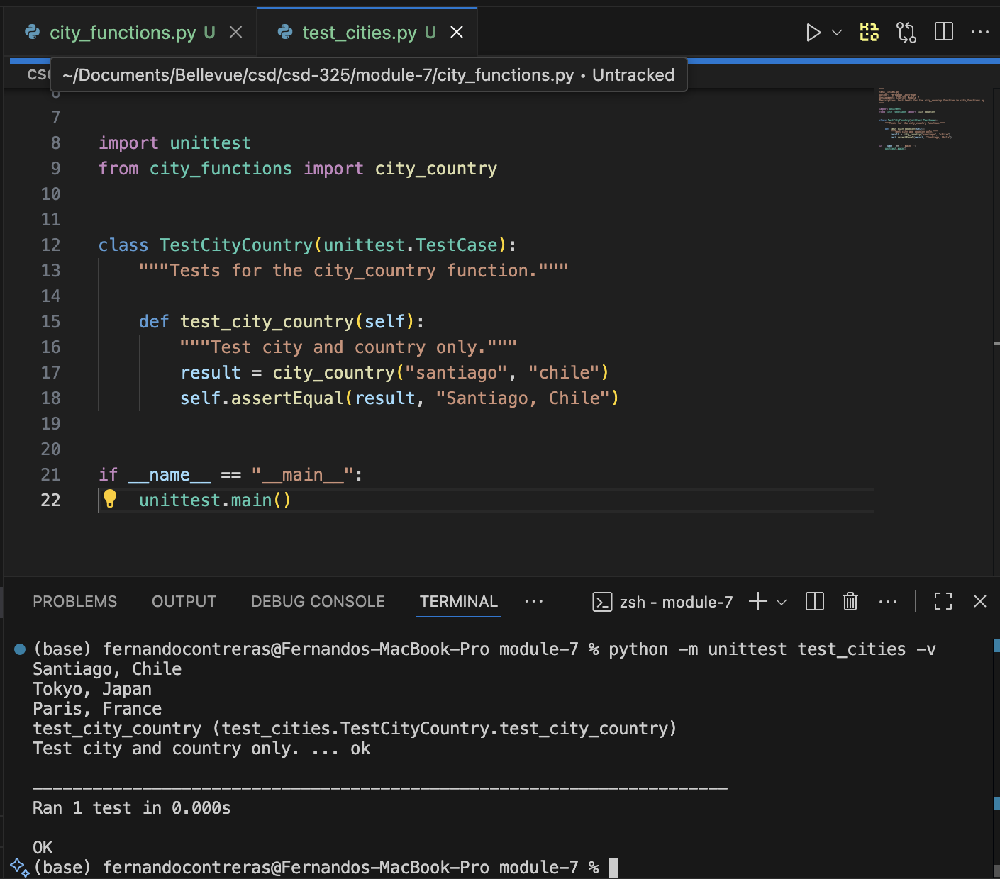 city_functions.py U
test_cities.py U
~/Documents/Bellevue/csd/csd-325/module-7/city_functions.py • Untracked
6
7
8 import unittest
9 from city_functions import city_country
10
11
12 class TestCityCountry(unittest.TestCase):
13 """Tests for the city_country function."""
14
15 def test_city_country(self):
16 """Test city and country only."""
17 result = city_country("santiago", "chile")
18 self.assertEqual(result, "Santiago, Chile")
19
20
21 if __name__ == "__main__":
22 unittest.main()
PROBLEMS OUTPUT DEBUG CONSOLE TERMINAL ··· zsh - module-7
(base) fernandocontreras@Fernandos-MacBook-Pro module-7 % python -m unittest test_cities -v
Santiago, Chile
Tokyo, Japan
Paris, France
test_city_country (test_cities.TestCityCountry.test_city_country)
Test city and country only. ... ok
----------------------------------------------------------------------
Ran 1 test in 0.000s
OK
(base) fernandocontreras@Fernandos-MacBook-Pro module-7 %